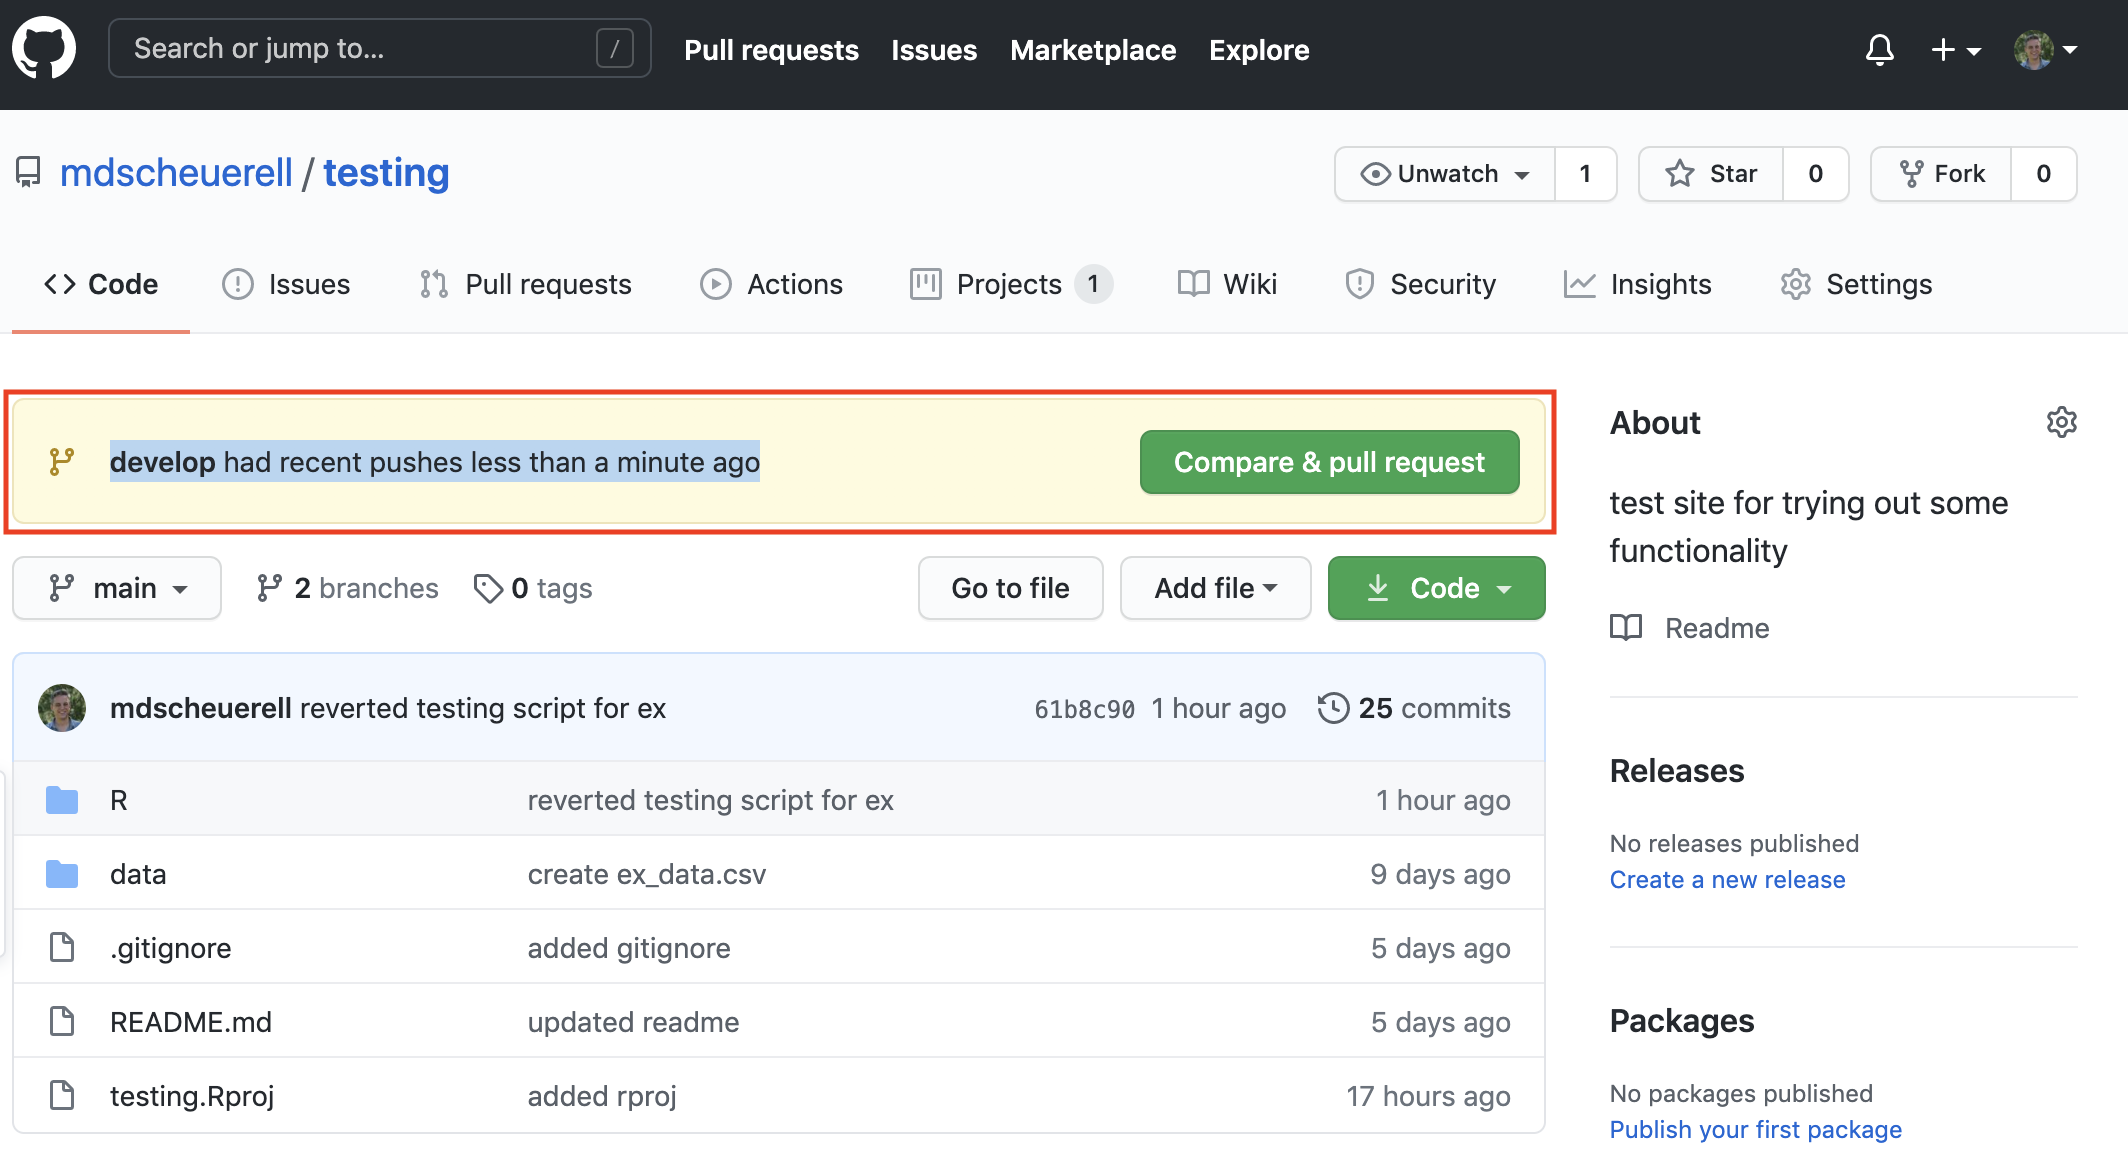 Search or jump to... /
Pull requests Issues Marketplace Explore
mdscheuerell / testing
Unwatch 1 Star 0 Fork 0
Code Issues Pull requests Actions Projects 1 Wiki Security Insights Settings
develop had recent pushes less than a minute ago
Compare & pull request
main 2 branches 0 tags Go to file Add file Code
mdscheuerell reverted testing script for ex 61b8c90 1 hour ago 25 commits
R reverted testing script for ex 1 hour ago
data create ex_data.csv 9 days ago
.gitignore added gitignore 5 days ago
README.md updated readme 5 days ago
testing.Rproj added rproj 17 hours ago
About
test site for trying out some
functionality
Readme
Releases
No releases published
Create a new release
Packages
No packages published
Publish your first package